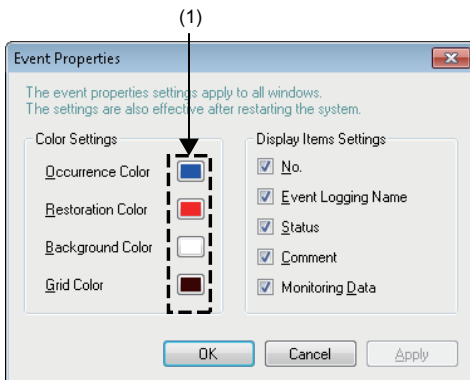 (1)
Event Properties
The event properties settings apply to all windows.
The settings are also effective after restarting the system.
Color Settings
Occurrence Color
Restoration Color
Background Color
Grid Color
Display Items Settings
No.
Event Logging Name
Status
Comment
Monitoring Data
OK
Cancel
Apply